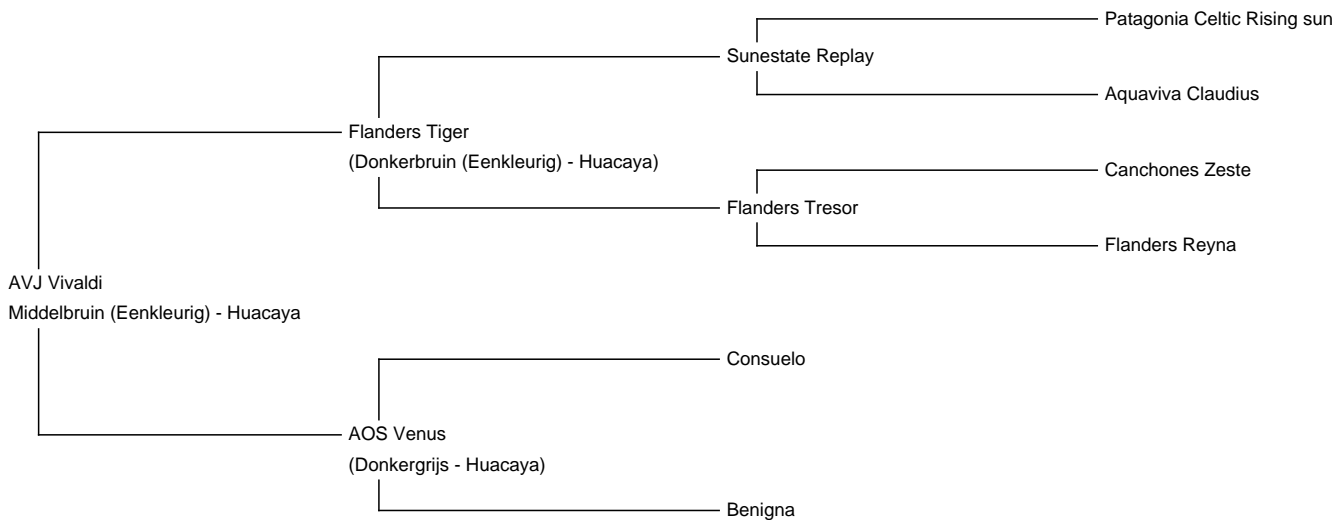 Patagonia Celtic Rising sun
Sunestate Replay
Aquaviva Claudius
Flanders Tiger
(Donkerbruin (Eenkleurig) - Huacaya)
Canchones Zeste
Flanders Tresor
Flanders Reyna
AVJ Vivaldi
Middelbruin (Eenkleurig) - Huacaya
Consuelo
AOS Venus
(Donkergrijs - Huacaya)
Benigna